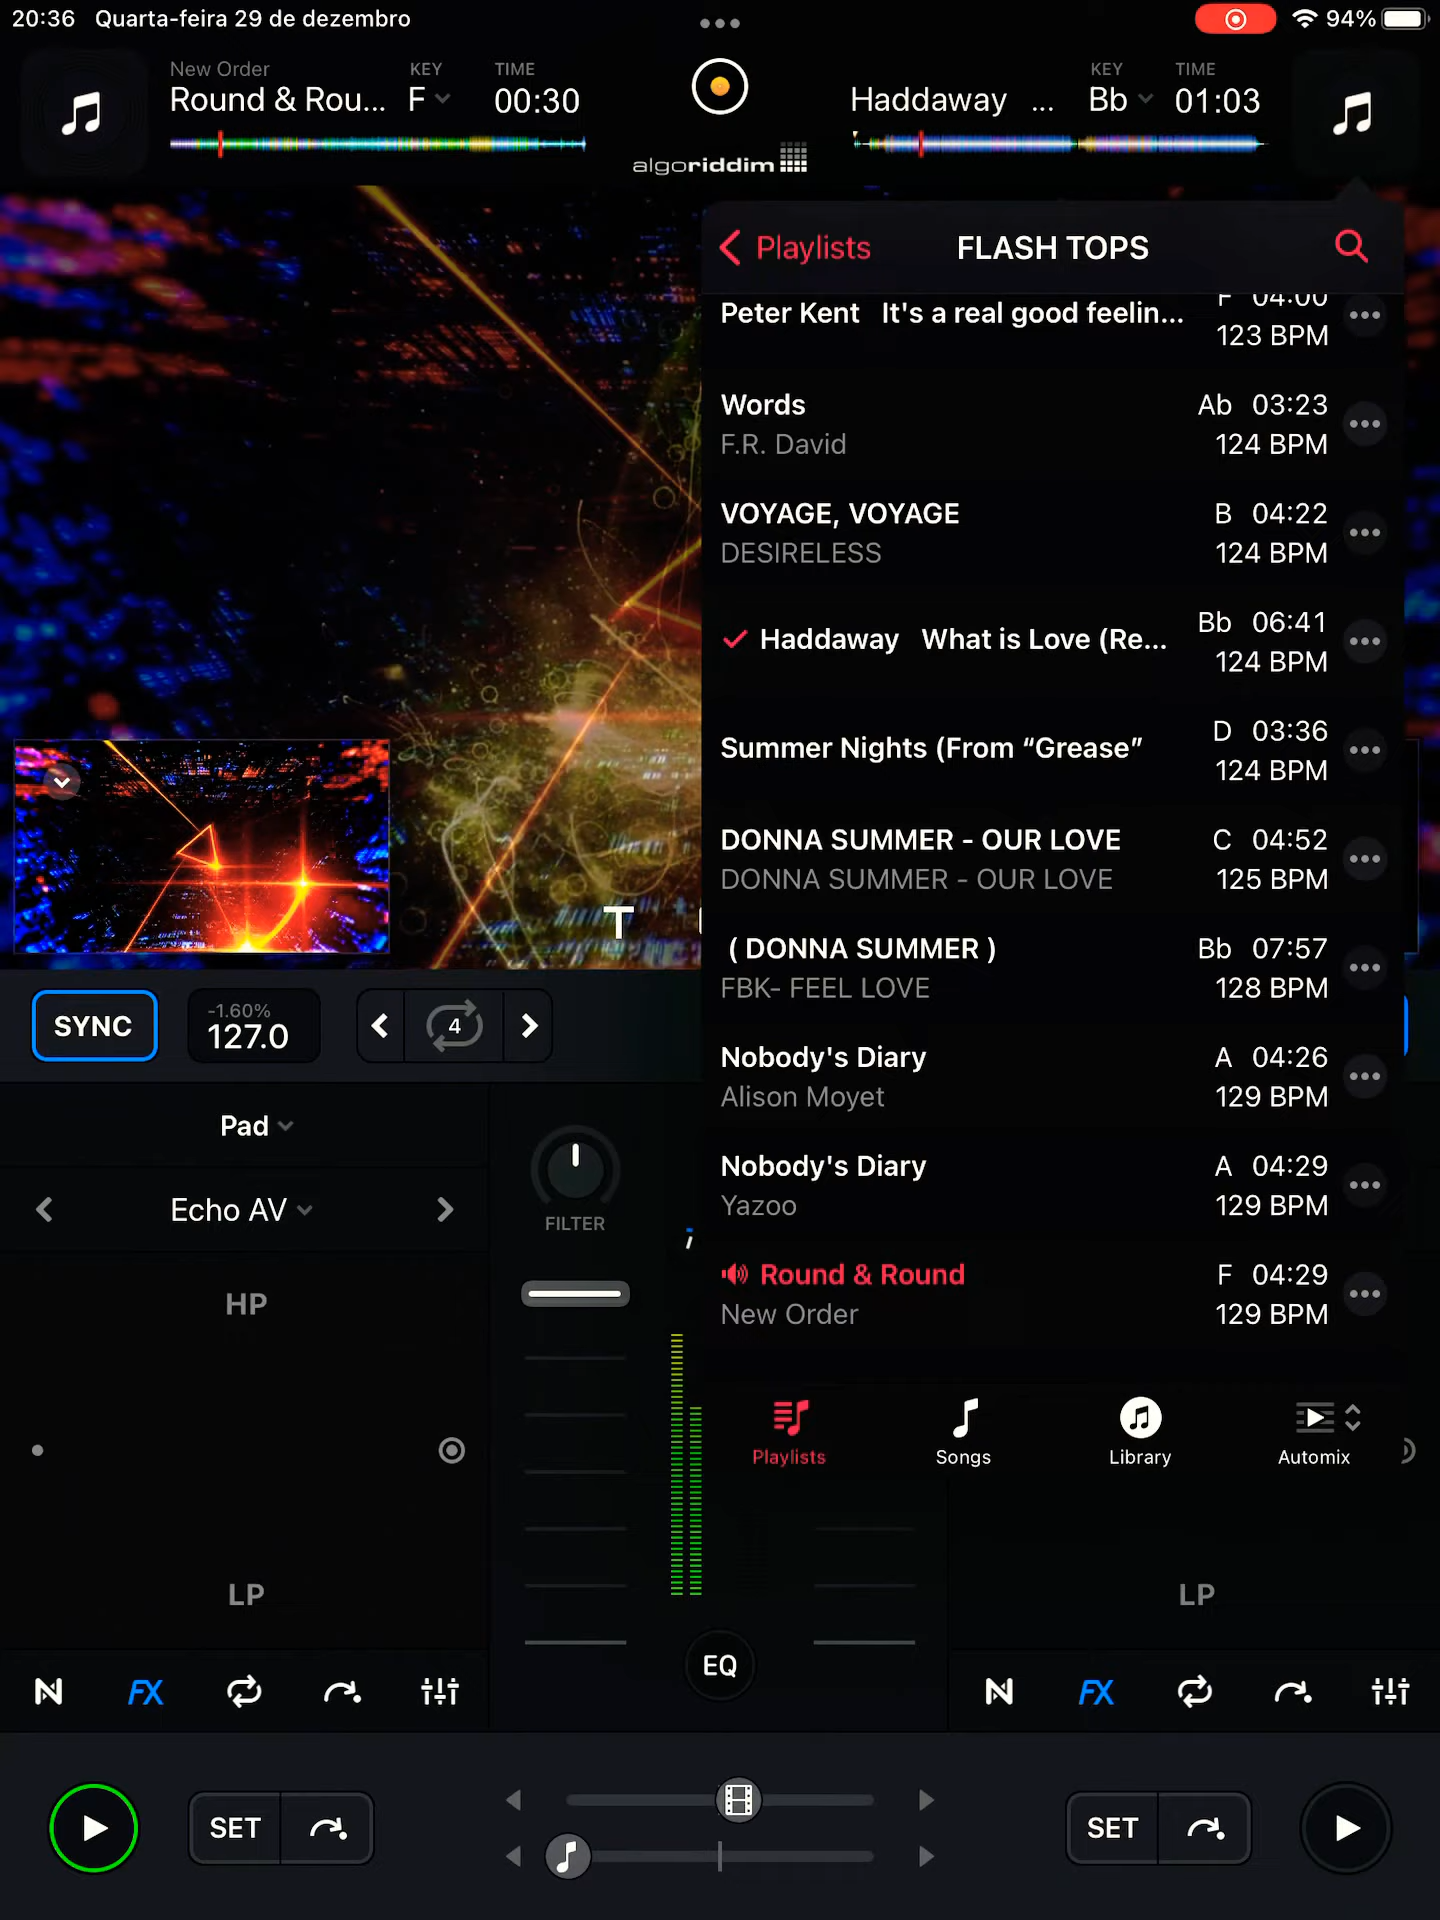 20:36 Quarta-feira 29 de dezembro
94%
New Order
Round & Rou...
KEY
F
TIME
00:30
algoriddim
Haddaway ...
KEY
Bb
TIME
01:03
Playlists
FLASH TOPS
Peter Kent It's a real good feelin...
F 04:00
123 BPM
Words
Ab 03:23
F.R. David
124 BPM
VOYAGE, VOYAGE
B 04:22
DESIRELESS
124 BPM
Haddaway What is Love (Re...
Bb 06:41
124 BPM
Summer Nights (From “Grease”
D 03:36
124 BPM
DONNA SUMMER - OUR LOVE
C 04:52
DONNA SUMMER - OUR LOVE
125 BPM
( DONNA SUMMER )
Bb 07:57
FBK- FEEL LOVE
128 BPM
Nobody's Diary
A 04:26
Alison Moyet
129 BPM
Nobody's Diary
A 04:29
Yazoo
129 BPM
Round & Round
F 04:29
New Order
129 BPM
Playlists
Songs
Library
Automix
T
SYNC
-1.60%
127.0
4
Pad
Echo AV
FILTER
HP
LP
LP
EQ
FX
FX
SET
SET